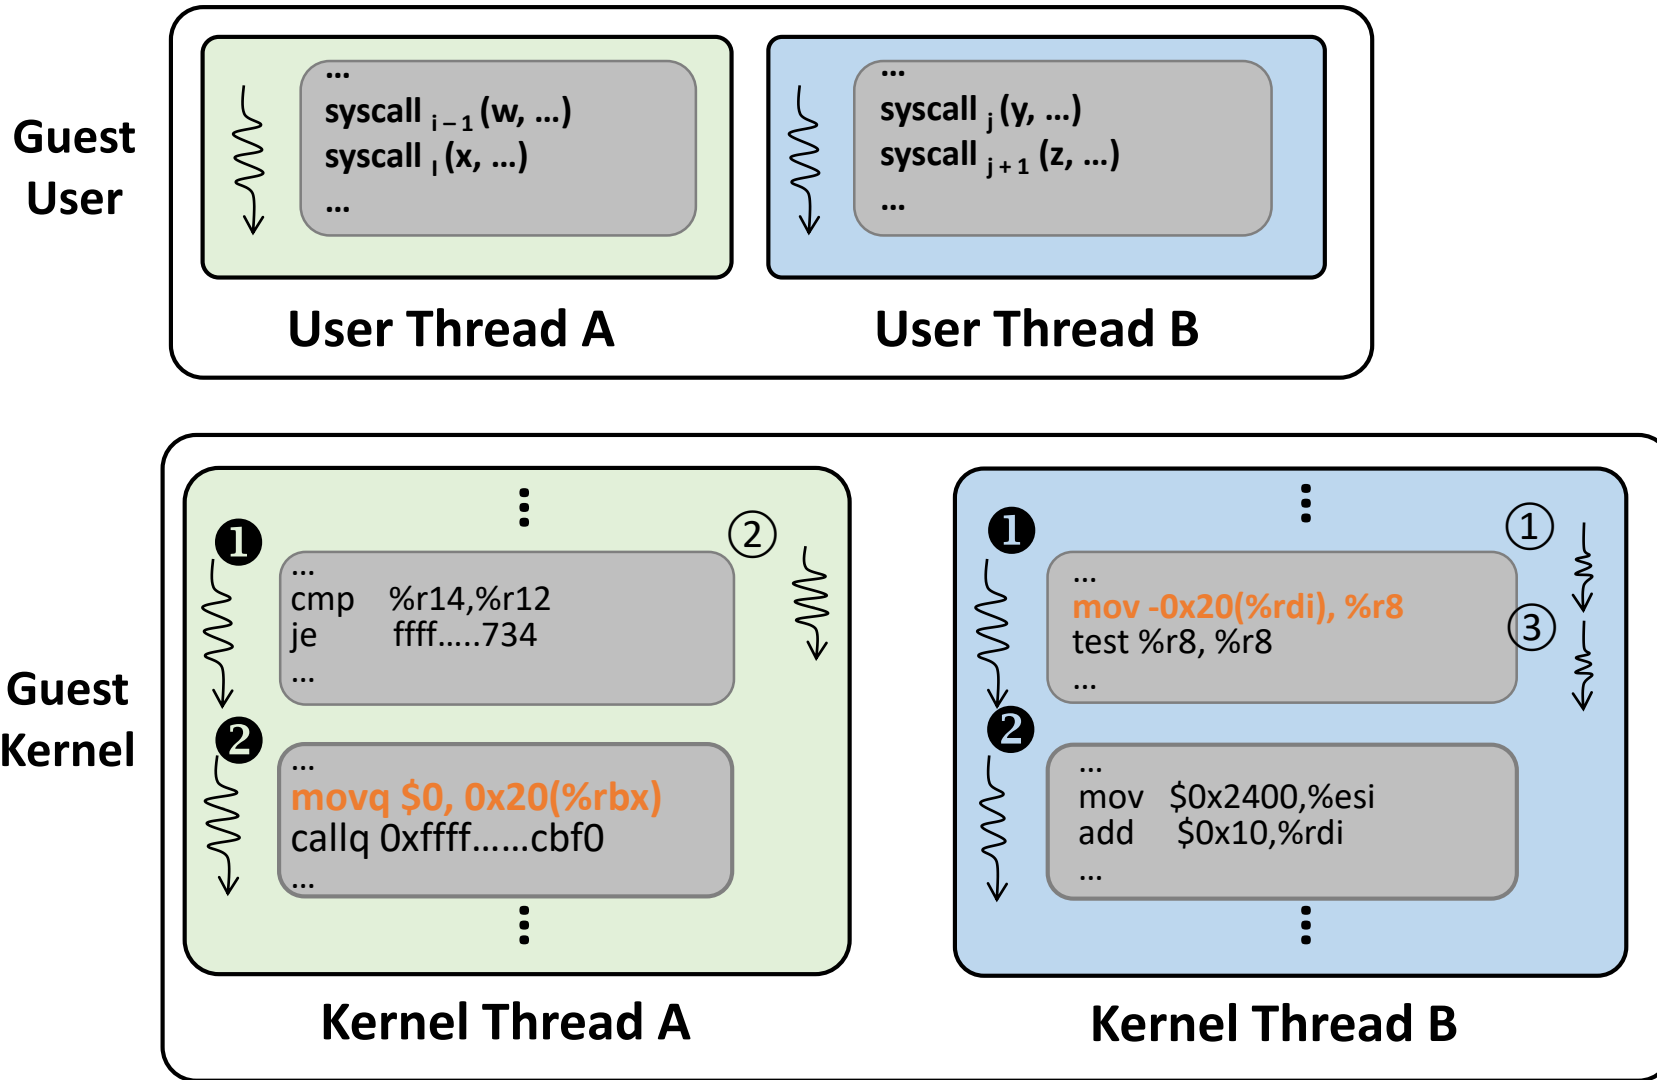 Guest
User
...
syscall i – 1 (w, ...)
syscall l (x, ...)
...
User Thread A
...
syscall j (y, ...)
syscall j + 1 (z, ...)
...
User Thread B
Guest
Kernel
❶
②
...
cmp %r14,%r12
je ffff.....734
...
❷
...
movq $0, 0x20(%rbx)
callq 0xffff......cbf0
...
Kernel Thread A
❶
①
...
mov -0x20(%rdi), %r8
test %r8, %r8
...
③
❷
...
mov $0x2400,%esi
add $0x10,%rdi
...
Kernel Thread B